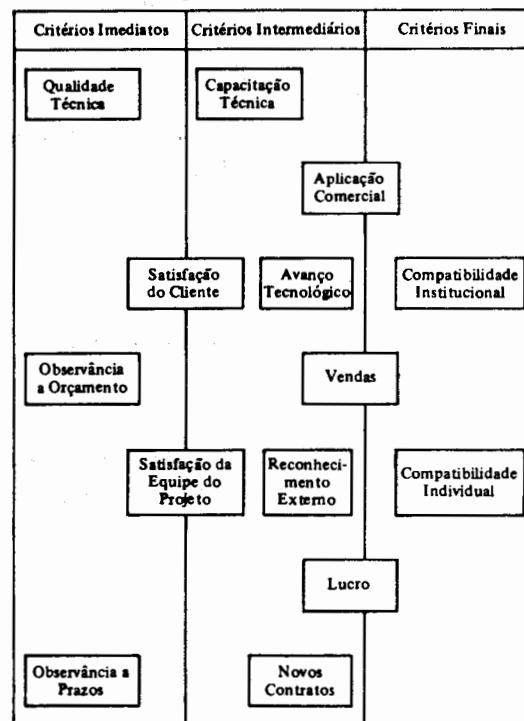 Critérios Imediatos
Critérios Intermediários
Critérios Finais
Qualidade
Técnica
Capacitação
Técnica
Aplicação
Comercial
Satisfação
do Cliente
Avanço
Tecnológico
Compatibilidade
Institucional
Observância
a Orçamento
Vendas
Satisfação da
Equipe do
Projeto
Reconheci-
mento
Externo
Compatibilidade
Individual
Lucro
Observância a
Prazos
Novos
Contratos